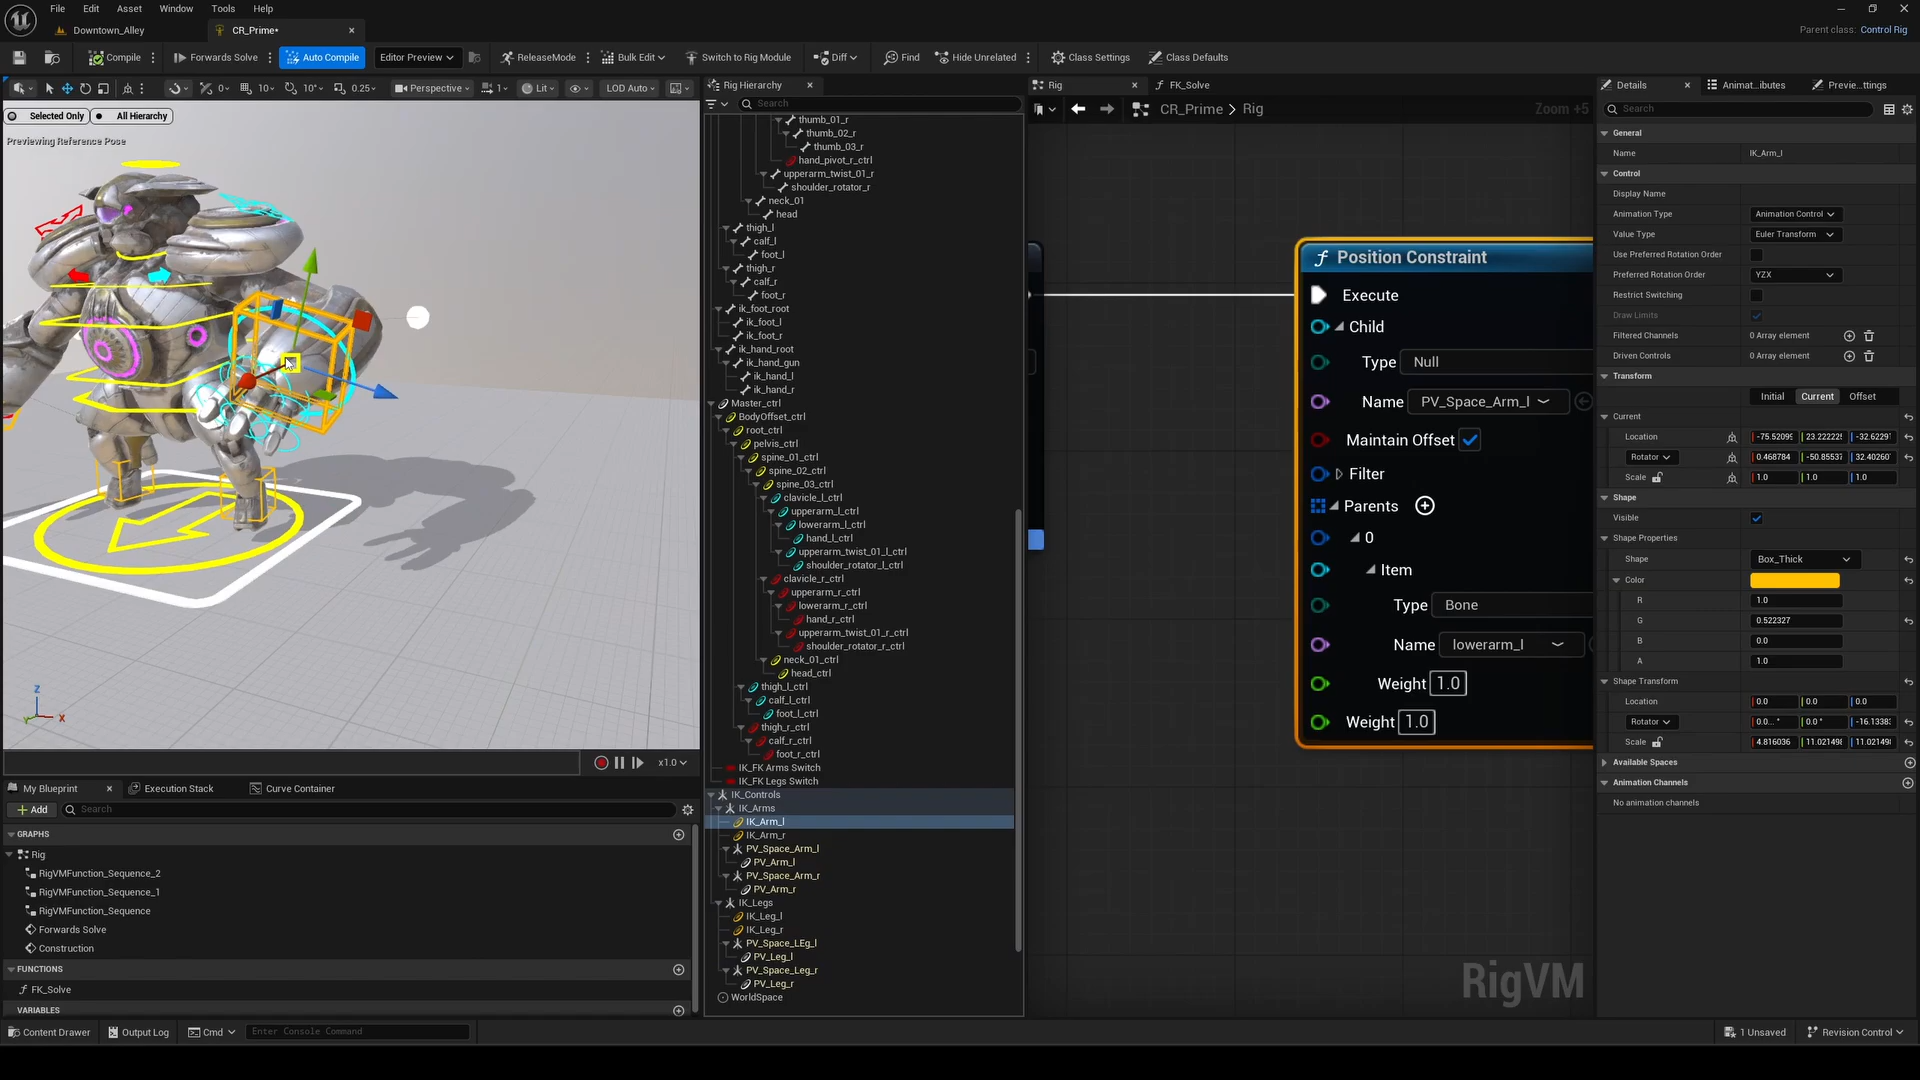 File Edit Asset Window Tools Help
Downtown_Alley
CR_Prime*
Parent class: Control Rig
Compile
Forwards Solve
Auto Compile
Editor Preview
ReleaseMode
Bulk Edit
Switch to Rig Module
Diff
Find
Hide Unrelated
Class Settings
Class Defaults
0
10
10°
0.25
Perspective
1
Lit
LOD Auto
Selected Only
All Hierarchy
Previewing Reference Pose
Z
X
x1.0
My Blueprint
Execution Stack
Curve Container
Add
Search
GRAPHS
Rig
RigVMFunction_Sequence_2
RigVMFunction_Sequence_1
RigVMFunction_Sequence
Forwards Solve
Construction
FUNCTIONS
FK_Solve
VARIABLES
Rig Hierarchy
Search
thumb_01_r
thumb_02_r
thumb_03_r
hand_pivot_r_ctrl
upperarm_twist_01_r
shoulder_rotator_r
neck_01
head
thigh_l
calf_l
foot_l
thigh_r
calf_r
foot_r
ik_foot_root
ik_foot_l
ik_foot_r
ik_hand_root
ik_hand_gun
ik_hand_l
ik_hand_r
Master_ctrl
BodyOffset_ctrl
root_ctrl
pelvis_ctrl
spine_01_ctrl
spine_02_ctrl
spine_03_ctrl
clavicle_l_ctrl
upperarm_l_ctrl
lowerarm_l_ctrl
hand_l_ctrl
upperarm_twist_01_l_ctrl
shoulder_rotator_l_ctrl
clavicle_r_ctrl
upperarm_r_ctrl
lowerarm_r_ctrl
hand_r_ctrl
upperarm_twist_01_r_ctrl
shoulder_rotator_r_ctrl
neck_01_ctrl
head_ctrl
thigh_l_ctrl
calf_l_ctrl
foot_l_ctrl
thigh_r_ctrl
calf_r_ctrl
foot_r_ctrl
IK_FK Arms Switch
IK_FK Legs Switch
IK_Controls
IK_Arms
IK_Arm_l
IK_Arm_r
PV_Space_Arm_l
PV_Arm_l
PV_Space_Arm_r
PV_Arm_r
IK_Legs
IK_Leg_l
IK_Leg_r
PV_Space_LEg_l
PV_Leg_l
PV_Space_Leg_r
PV_Leg_r
WorldSpace
Rig
FK_Solve
CR_Prime > Rig
Zoom +5
Position Constraint
Execute
Child
Type Null
Name PV_Space_Arm_l
Maintain Offset
Filter
Parents
0
Item
Type Bone
Name lowerarm_l
Weight 1.0
Weight 1.0
RigVM
Details
Animat...ibutes
Previe...ttings
Search
General
Name IK_Arm_l
Control
Display Name
Animation Type Animation Control
Value Type Euler Transform
Use Preferred Rotation Order
Preferred Rotation Order YZX
Restrict Switching
Draw Limits
Filtered Channels 0 Array element
Driven Controls 0 Array element
Transform
Initial Current Offset
Current
Location -75.5209 23.22222 -32.6229
Rotator 0.468784 -50.8553 32.40260
Scale 1.0 1.0 1.0
Shape
Visible
Shape Properties
Shape Box_Thick
Color
R 1.0
G 0.522327
B 0.0
A 1.0
Shape Transform
Location 0.0 0.0 0.0
Rotator 0.0... ° 0.0 ° -16.1338
Scale 4.816036 11.02149 11.02149
Available Spaces
Animation Channels
No animation channels
Content Drawer
Output Log
Cmd
Enter Console Command
1 Unsaved
Revision Control